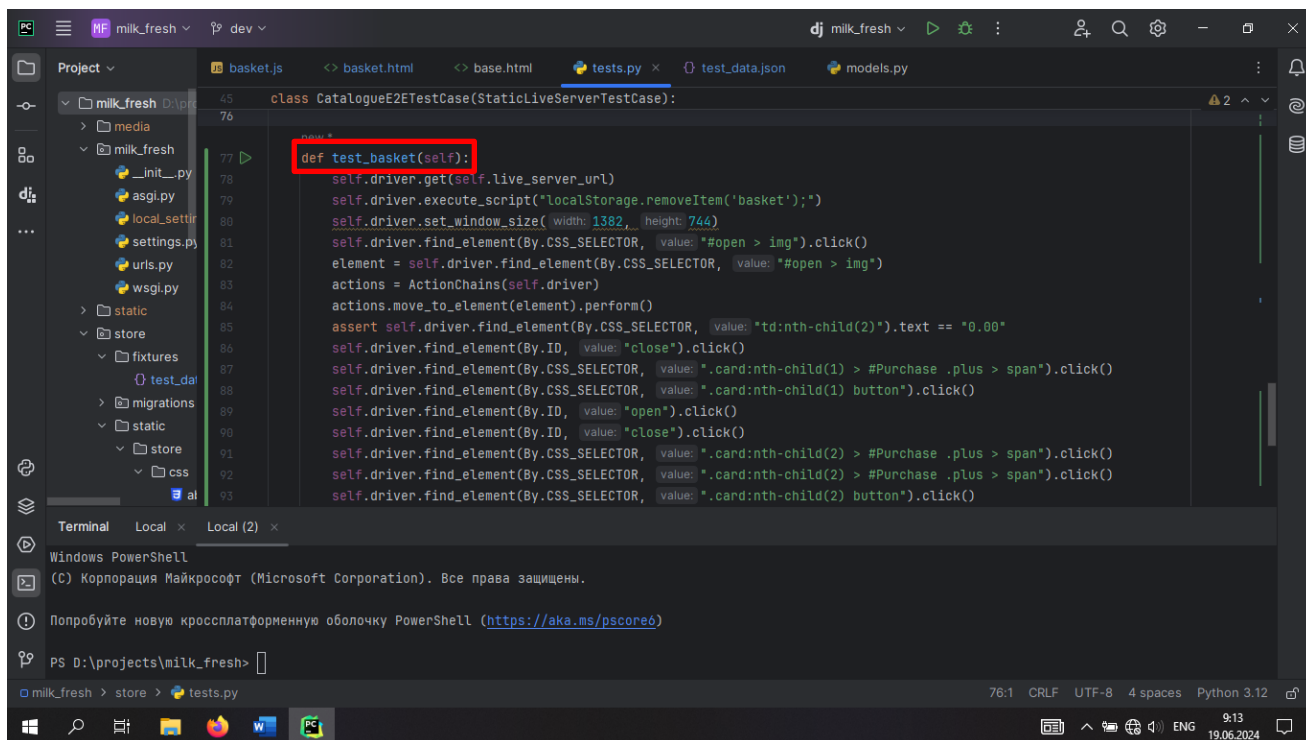 PC MF milk_fresh dev dj milk_fresh
Project
JS basket.js <> basket.html <> base.html tests.py × {} test_data.json models.py
milk_fresh D:\pro
media
milk_fresh
__init__.py
asgi.py
local_settin
settings.py
urls.py
wsgi.py
static
store
fixtures
{} test_dat
migrations
static
store
css
al
dj
45 class CatalogueE2ETestCase(StaticLiveServerTestCase): 2
76
new *
77 def test_basket(self):
78 self.driver.get(self.live_server_url)
79 self.driver.execute_script("localStorage.removeItem('basket');")
80 self.driver.set_window_size( width: 1382, height: 744)
81 self.driver.find_element(By.CSS_SELECTOR, value: "#open > img").click()
82 element = self.driver.find_element(By.CSS_SELECTOR, value: "#open > img")
83 actions = ActionChains(self.driver)
84 actions.move_to_element(element).perform()
85 assert self.driver.find_element(By.CSS_SELECTOR, value: "td:nth-child(2)").text == "0.00"
86 self.driver.find_element(By.ID, value: "close").click()
87 self.driver.find_element(By.CSS_SELECTOR, value: ".card:nth-child(1) > #Purchase .plus > span").click()
88 self.driver.find_element(By.CSS_SELECTOR, value: ".card:nth-child(1) button").click()
89 self.driver.find_element(By.ID, value: "open").click()
90 self.driver.find_element(By.ID, value: "close").click()
91 self.driver.find_element(By.CSS_SELECTOR, value: ".card:nth-child(2) > #Purchase .plus > span").click()
92 self.driver.find_element(By.CSS_SELECTOR, value: ".card:nth-child(2) > #Purchase .plus > span").click()
93 self.driver.find_element(By.CSS_SELECTOR, value: ".card:nth-child(2) button").click()
Terminal Local × Local (2) ×
Windows PowerShell
(C) Корпорация Майкрософт (Microsoft Corporation). Все права защищены.
Попробуйте новую кроссплатформенную оболочку PowerShell (https://aka.ms/pscore6)
PS D:\projects\milk_fresh>
milk_fresh > store > tests.py 76:1 CRLF UTF-8 4 spaces Python 3.12
ENG 9:13
19.06.2024